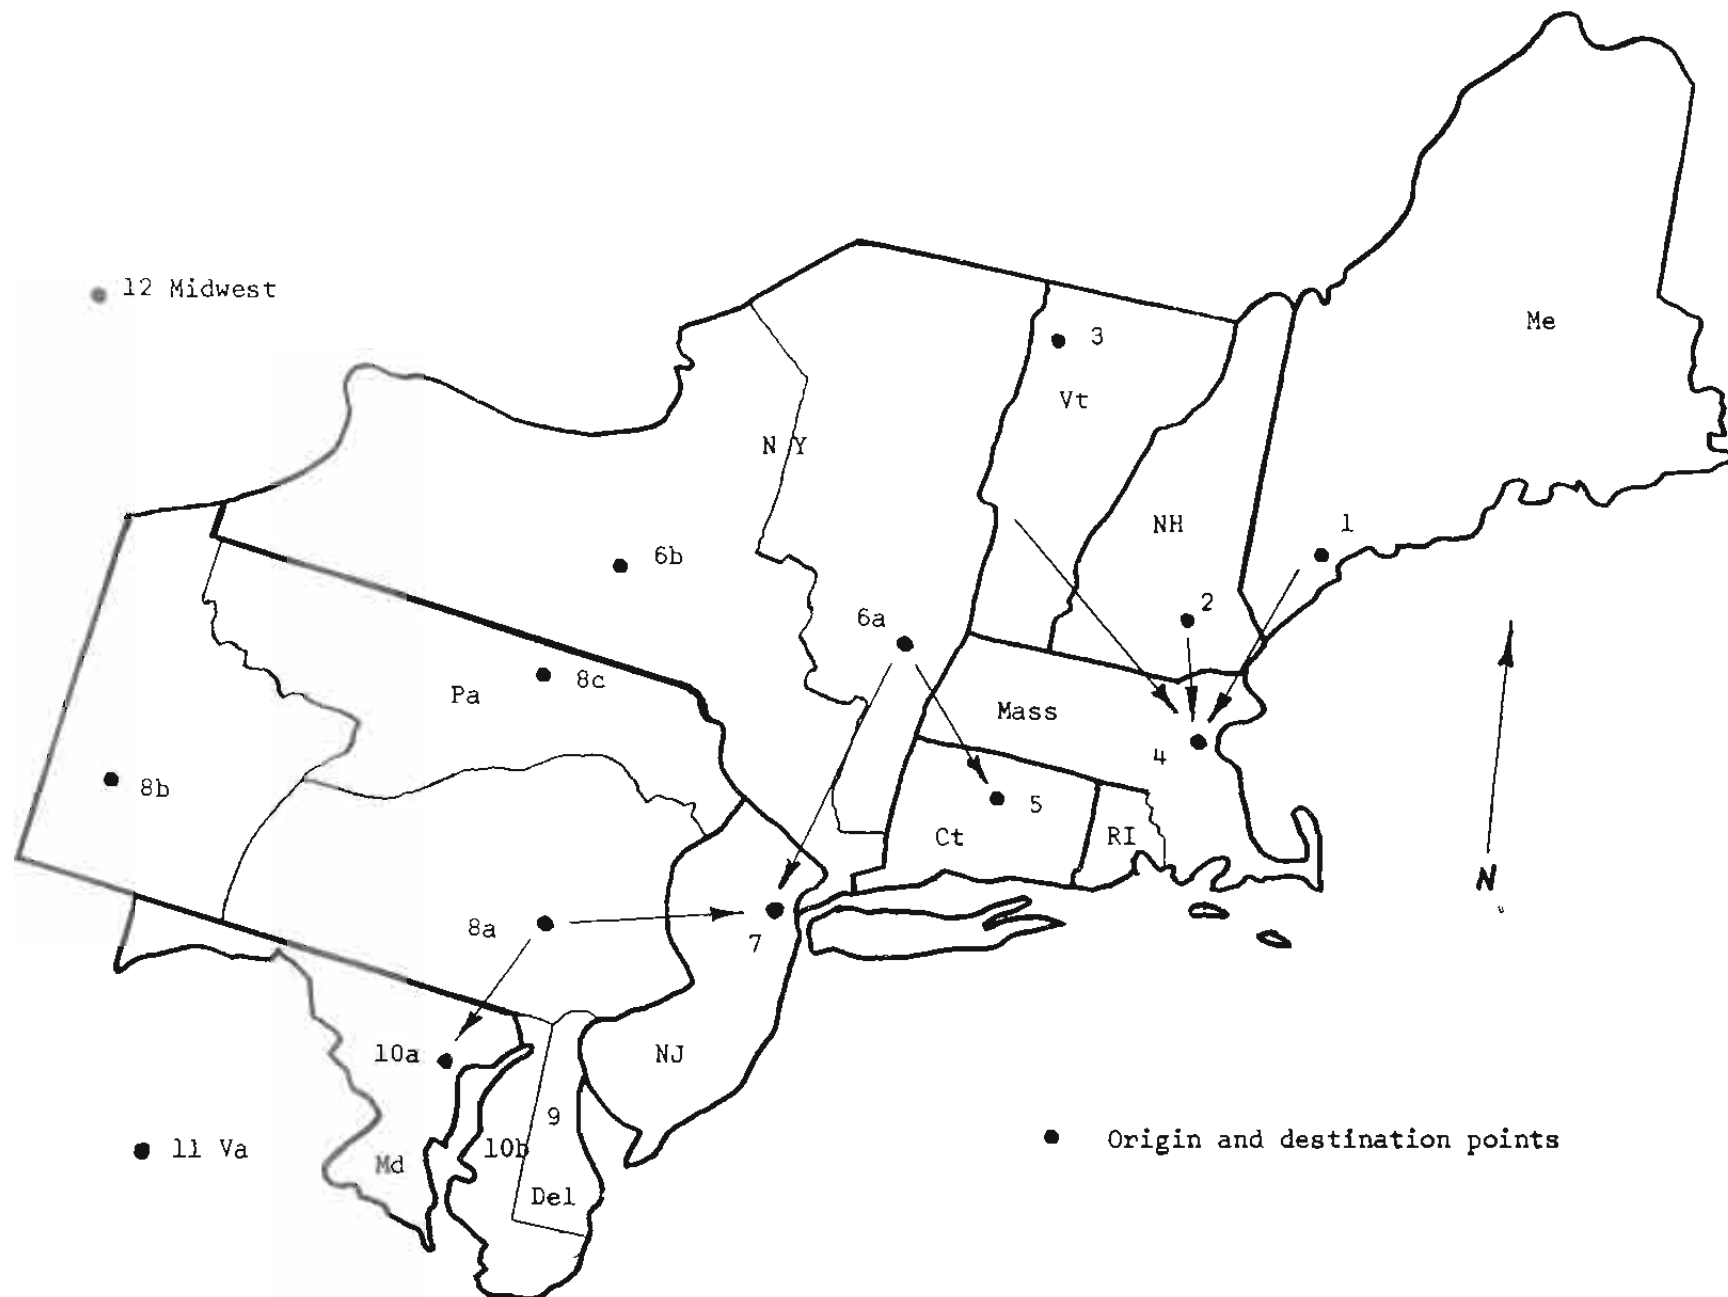 12 Midwest
Me
3
Vt
N Y
NH
1
6b
2
6a
8c
Pa
Mass
4
8b
5
Ct
RI
N
8a
7
10a
NJ
9
11 Va
10b
Md
Del
Origin and destination points